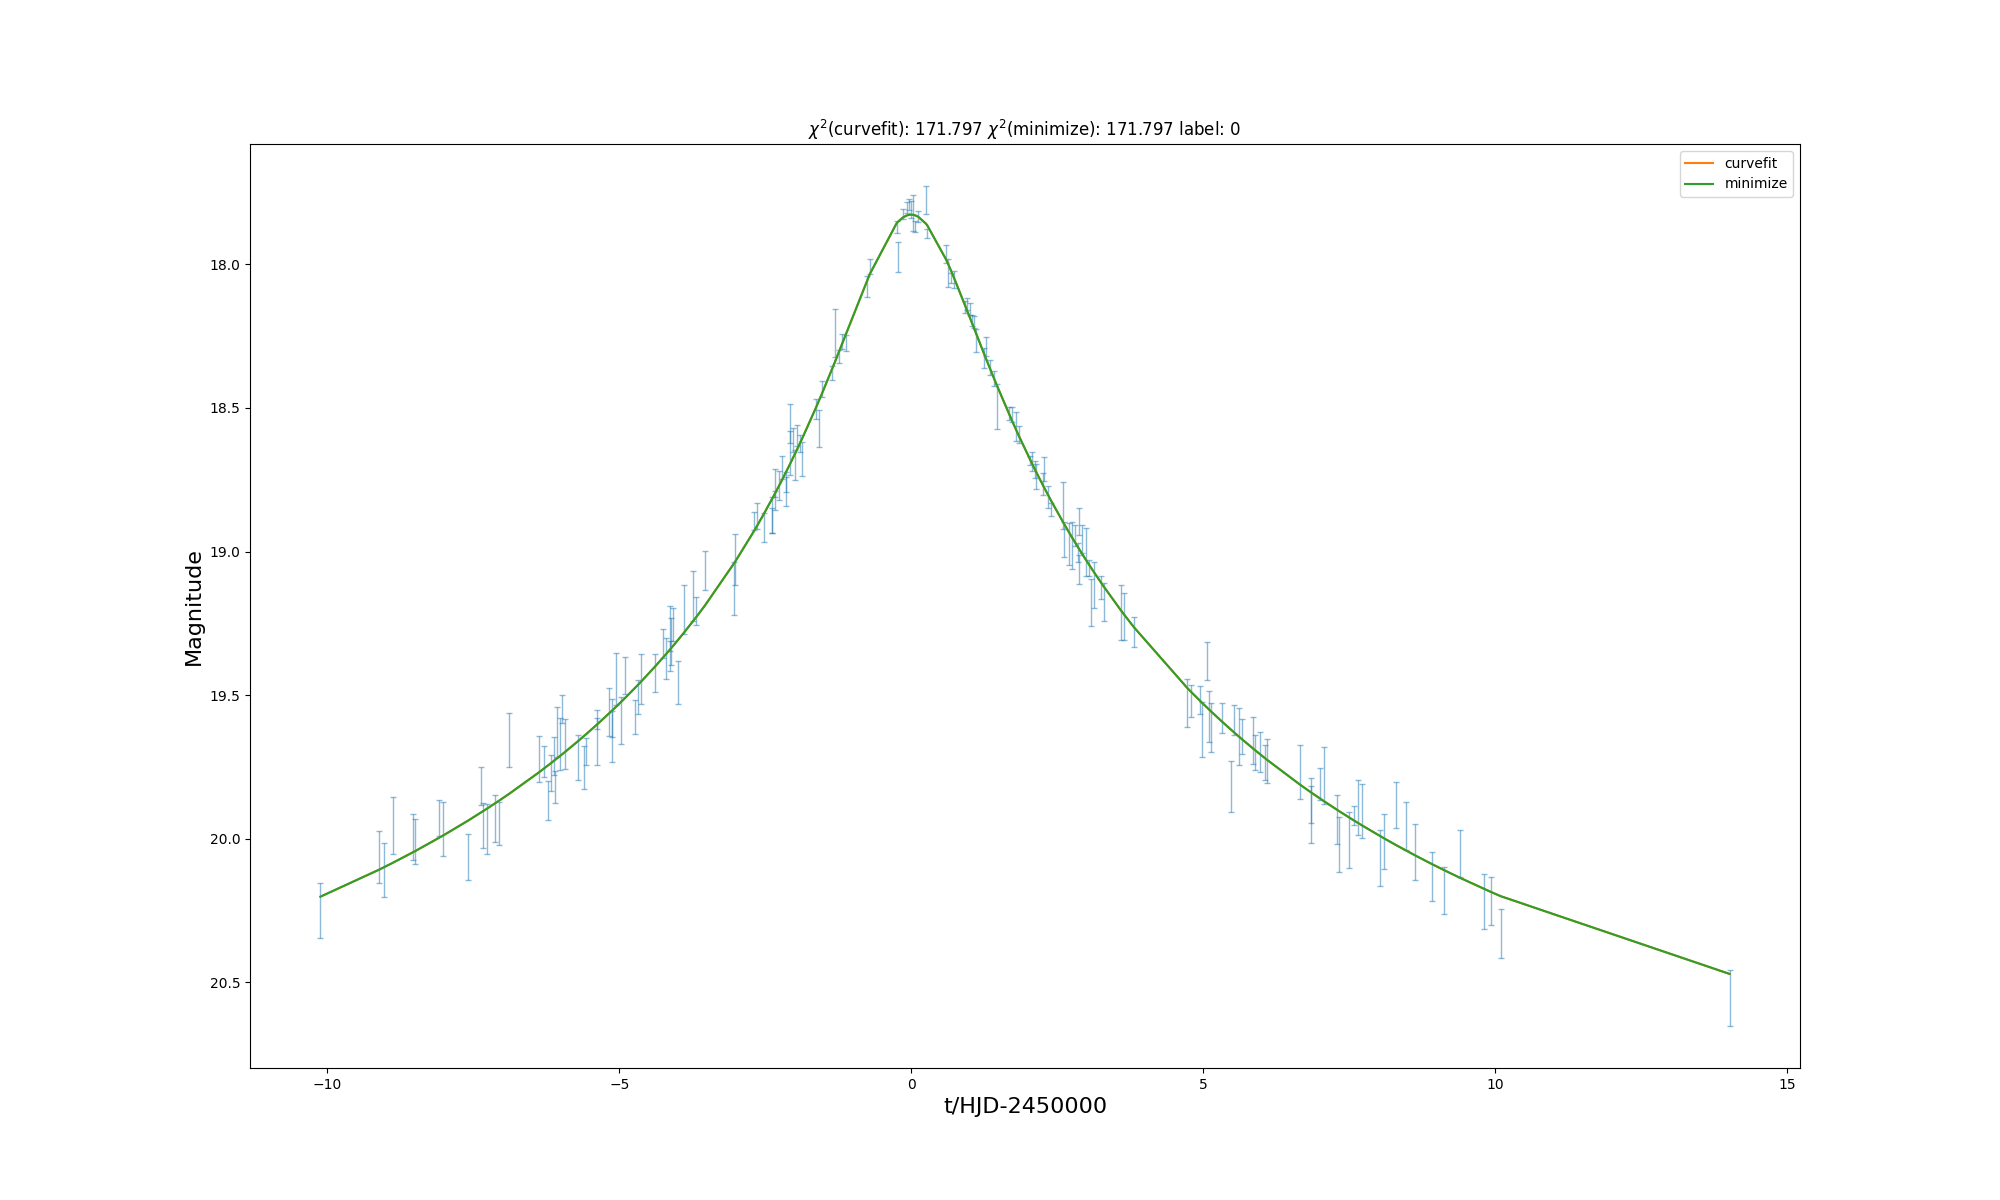 χ²(curvefit): 171.797 χ²(minimize): 171.797 label: 0
curvefit
minimize
18.0
18.5
19.0
19.5
20.0
20.5
Magnitude
−10 −5 0 5 10 15
t/HJD-2450000